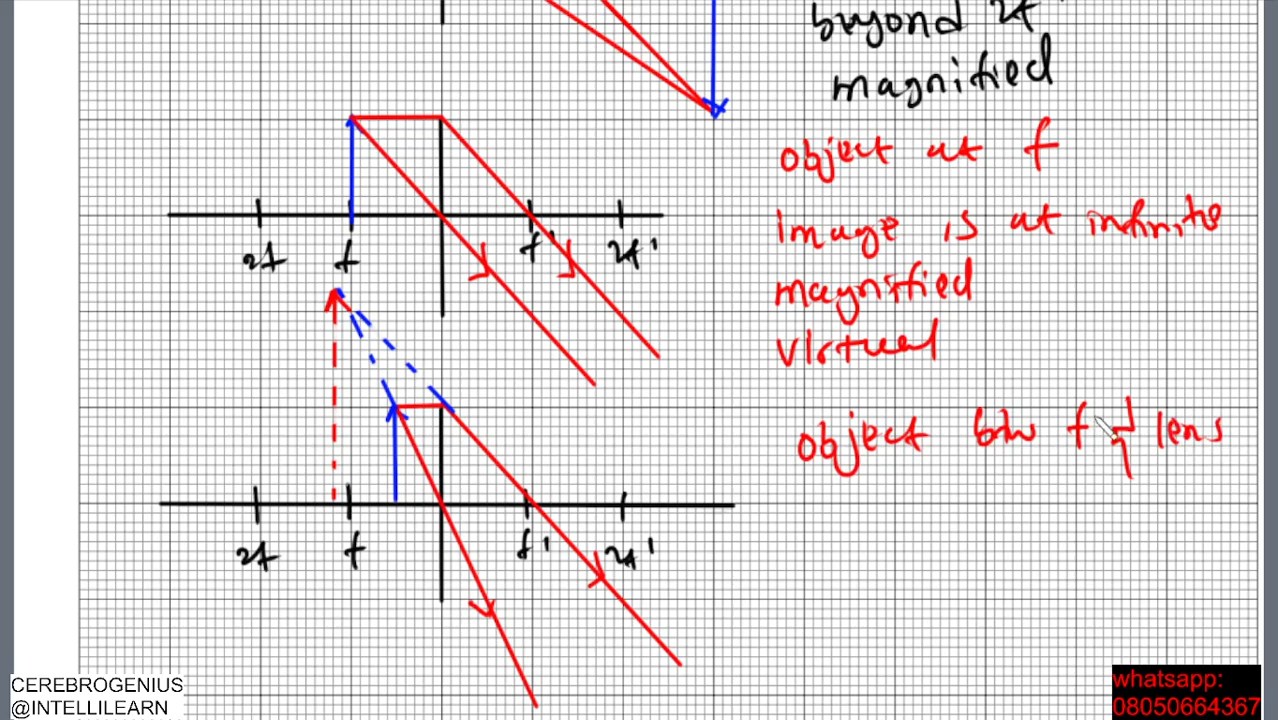 beyond 2f'
magnified
object at f
image is at infinite
magnified
virtual
2f f f' 2f'
object b/w f & lens
2f f f' 2f'
CEREBROGENIUS
@INTELLILEARN
whatsapp:
08050664367